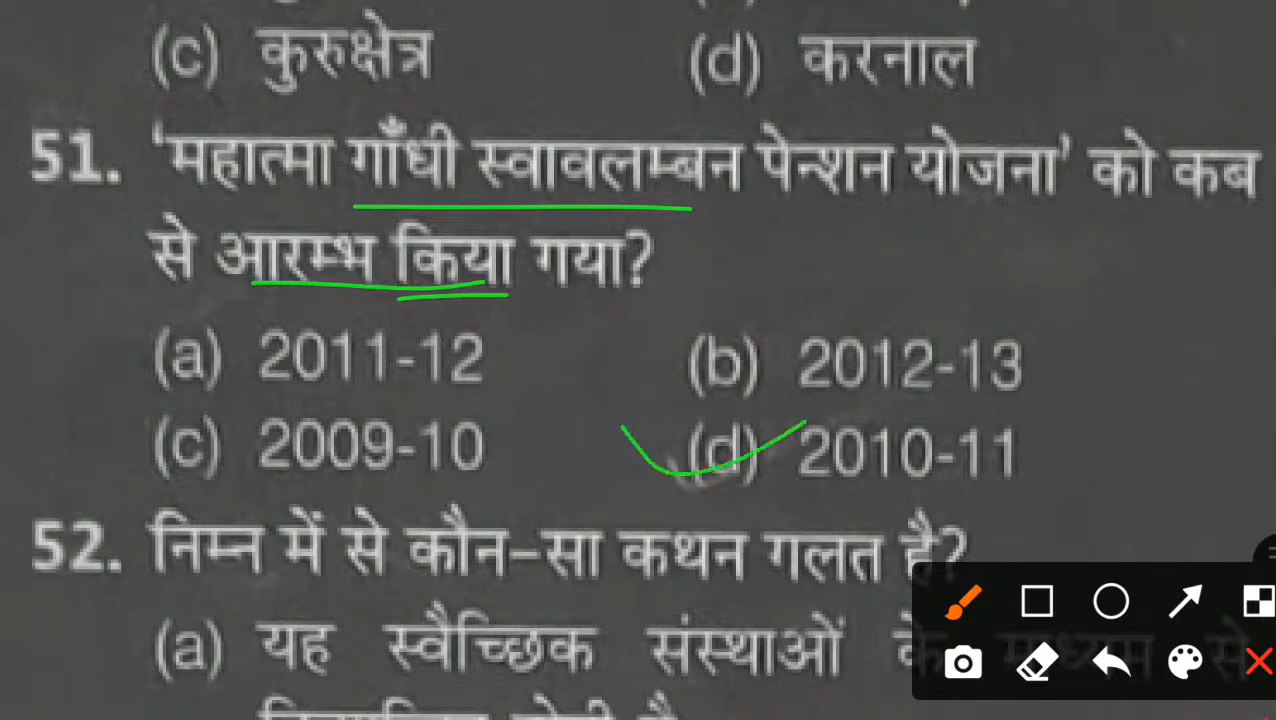 (c) कुरुक्षेत्र (d) करनाल
51. 'महात्मा गाँधी स्वावलम्बन पेन्शन योजना' को कब
से आरम्भ किया गया?
(a) 2011-12 (b) 2012-13
(c) 2009-10 (d) 2010-11
52. निम्न में से कौन-सा कथन गलत है?
(a) यह स्वैच्छिक संस्थाओं के माध्यम से